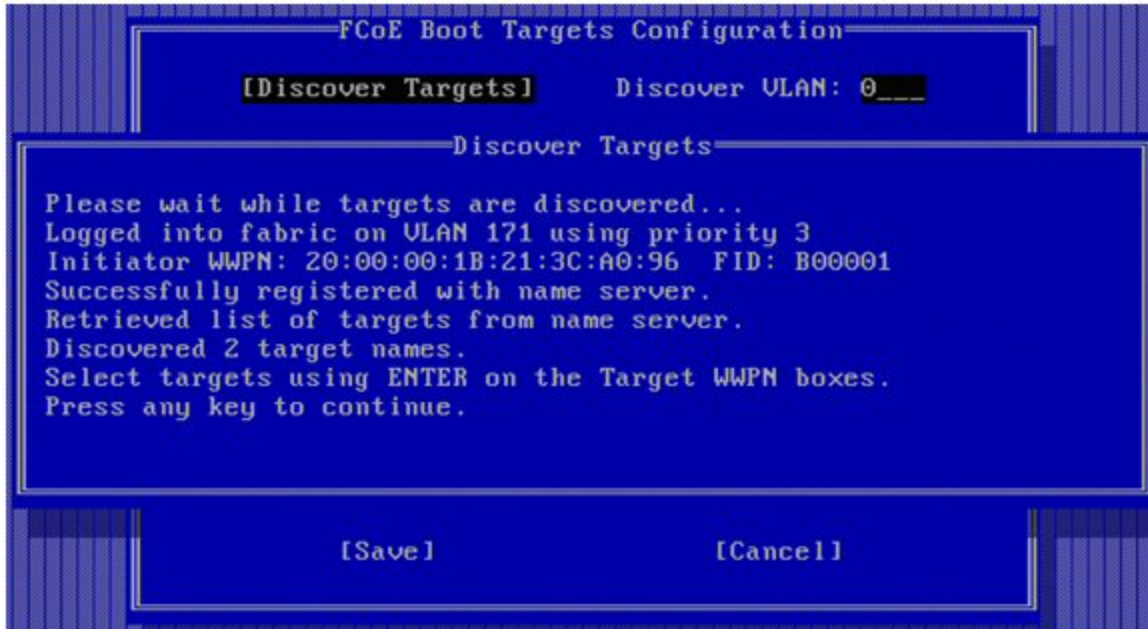 FCoE Boot Targets Configuration
[Discover Targets] Discover VLAN: 0___
Discover Targets
Please wait while targets are discovered...
Logged into fabric on VLAN 171 using priority 3
Initiator WWPN: 20:00:00:1B:21:3C:A0:96 FID: B00001
Successfully registered with name server.
Retrieved list of targets from name server.
Discovered 2 target names.
Select targets using ENTER on the Target WWPN boxes.
Press any key to continue.
[Save] [Cancel]